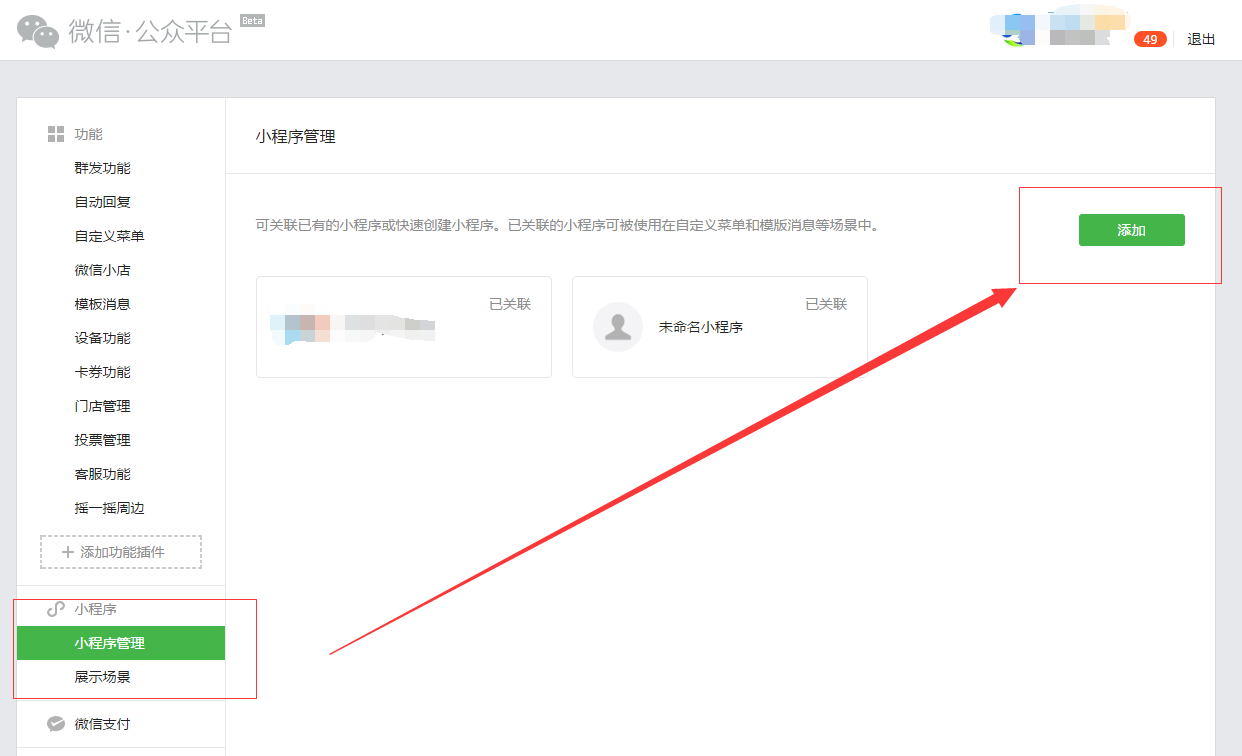 微信·公众平台 Beta
49 退出
功能
群发功能
自动回复
自定义菜单
微信小店
模板消息
设备功能
卡券功能
门店管理
投票管理
客服功能
摇一摇周边
添加功能插件
小程序
小程序管理
展示场景
微信支付
小程序管理
可关联已有的小程序或快速创建小程序。已关联的小程序可被使用在自定义菜单和模版消息等场景中。
添加
已关联
已关联
未命名小程序